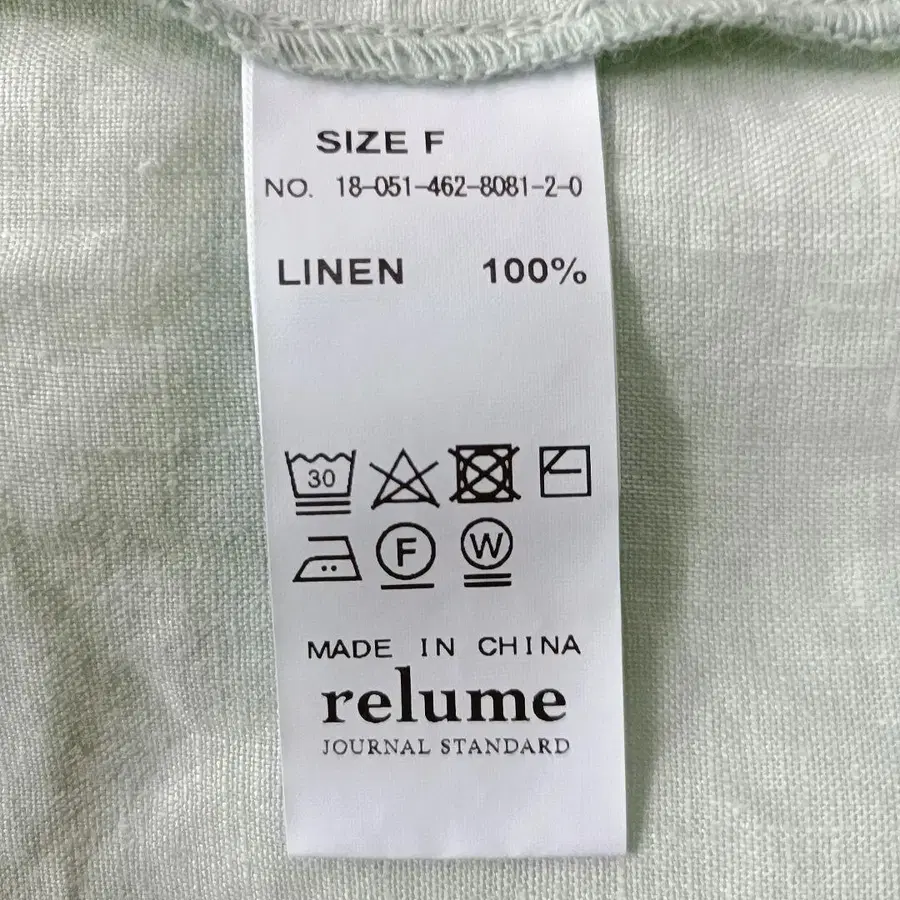 SIZE F
NO. 18-051-462-8081-2-0
LINEN 100%
30
F W
MADE IN CHINA
relume
JOURNAL STANDARD